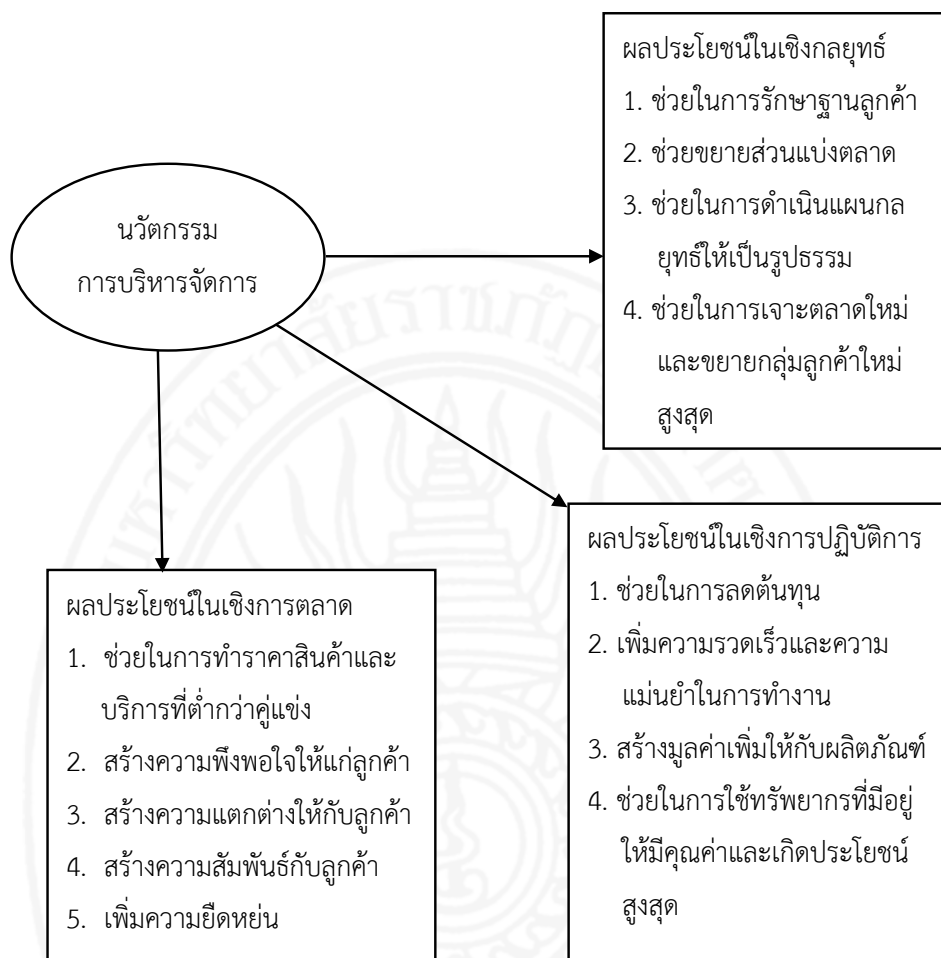 ผลประโยชน์ในเชิงกลยุทธ์
1. ช่วยในการรักษาฐานลูกค้า
2. ช่วยขยายส่วนแบ่งตลาด
3. ช่วยในการดำเนินแผนกล
ยุทธ์ให้เป็นรูปธรรม
4. ช่วยในการเจาะตลาดใหม่
และขยายกลุ่มลูกค้าใหม่
สูงสุด
นวัตกรรม
การบริหารจัดการ
ผลประโยชน์ในเชิงการตลาด
1. ช่วยในการทำราคาสินค้าและ
บริการที่ต่ำกว่าคู่แข่ง
2. สร้างความพึงพอใจให้แก่ลูกค้า
3. สร้างความแตกต่างให้กับลูกค้า
4. สร้างความสัมพันธ์กับลูกค้า
5. เพิ่มความยืดหยุ่น
ผลประโยชน์ในเชิงการปฏิบัติการ
1. ช่วยในการลดต้นทุน
2. เพิ่มความรวดเร็วและความ
แม่นยำในการทำงาน
3. สร้างมูลค่าเพิ่มให้กับผลิตภัณฑ์
4. ช่วยในการใช้ทรัพยากรที่มีอยู่
ให้มีคุณค่าและเกิดประโยชน์
สูงสุด